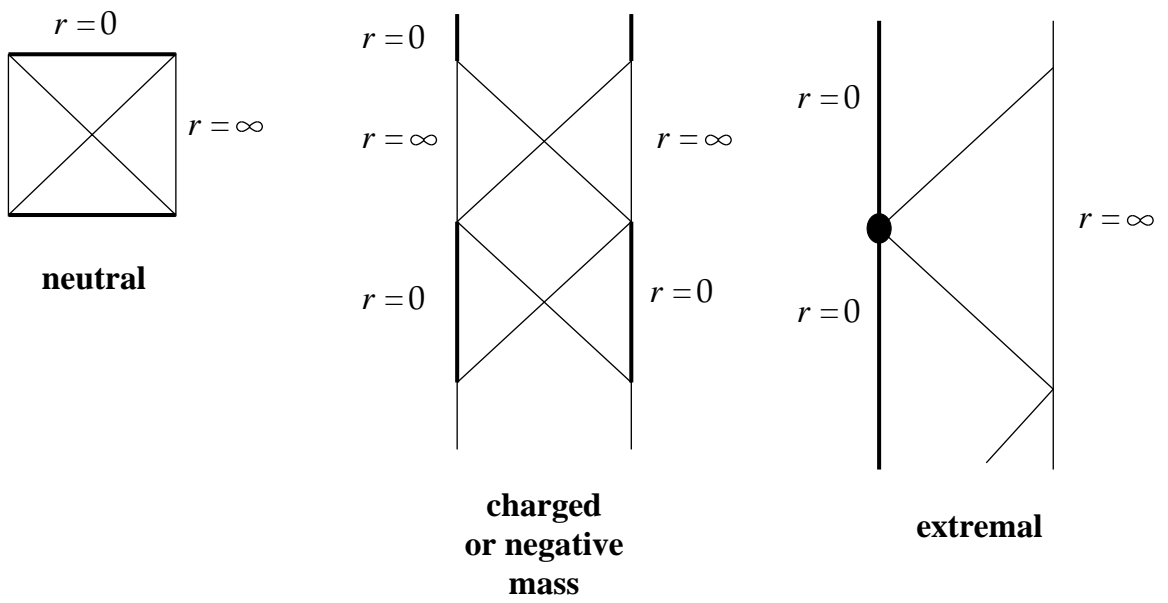 r = 0
r = ∞
neutral
r = 0
r = ∞
r = ∞
r = 0
r = 0
charged
or negative
mass
r = 0
r = ∞
r = 0
extremal